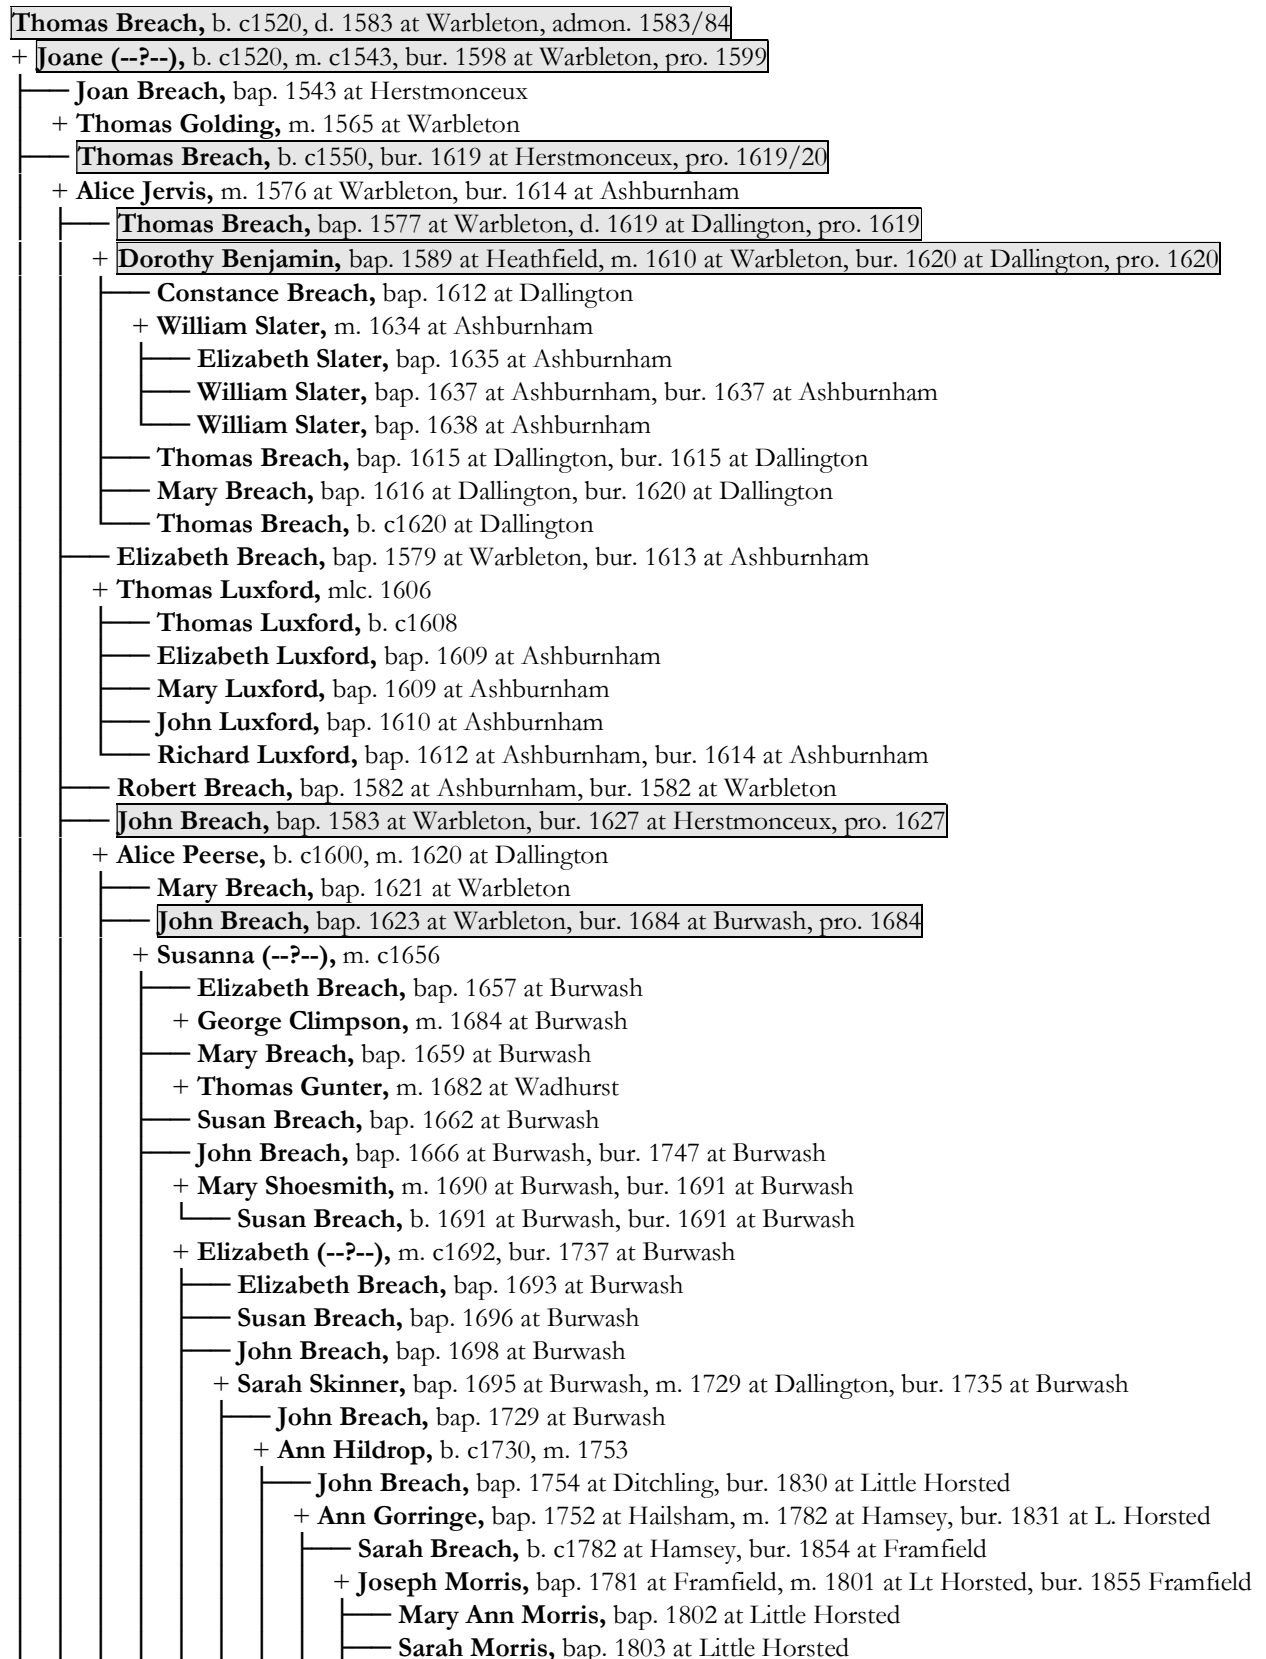 Thomas Breach, b. c1520, d. 1583 at Warbleton, admon. 1583/84
+ Joane (--?--), b. c1520, m. c1543, bur. 1598 at Warbleton, pro. 1599
Joan Breach, bap. 1543 at Herstmonceux
+ Thomas Golding, m. 1565 at Warbleton
Thomas Breach, b. c1550, bur. 1619 at Herstmonceux, pro. 1619/20
+ Alice Jervis, m. 1576 at Warbleton, bur. 1614 at Ashburnham
Thomas Breach, bap. 1577 at Warbleton, d. 1619 at Dallington, pro. 1619
+ Dorothy Benjamin, bap. 1589 at Heathfield, m. 1610 at Warbleton, bur. 1620 at Dallington, pro. 1620
Constance Breach, bap. 1612 at Dallington
+ William Slater, m. 1634 at Ashburnham
Elizabeth Slater, bap. 1635 at Ashburnham
William Slater, bap. 1637 at Ashburnham, bur. 1637 at Ashburnham
William Slater, bap. 1638 at Ashburnham
Thomas Breach, bap. 1615 at Dallington, bur. 1615 at Dallington
Mary Breach, bap. 1616 at Dallington, bur. 1620 at Dallington
Thomas Breach, b. c1620 at Dallington
Elizabeth Breach, bap. 1579 at Warbleton, bur. 1613 at Ashburnham
+ Thomas Luxford, mlc. 1606
Thomas Luxford, b. c1608
Elizabeth Luxford, bap. 1609 at Ashburnham
Mary Luxford, bap. 1609 at Ashburnham
John Luxford, bap. 1610 at Ashburnham
Richard Luxford, bap. 1612 at Ashburnham, bur. 1614 at Ashburnham
Robert Breach, bap. 1582 at Ashburnham, bur. 1582 at Warbleton
John Breach, bap. 1583 at Warbleton, bur. 1627 at Herstmonceux, pro. 1627
+ Alice Peerse, b. c1600, m. 1620 at Dallington
Mary Breach, bap. 1621 at Warbleton
John Breach, bap. 1623 at Warbleton, bur. 1684 at Burwash, pro. 1684
+ Susanna (--?--), m. c1656
Elizabeth Breach, bap. 1657 at Burwash
+ George Climpson, m. 1684 at Burwash
Mary Breach, bap. 1659 at Burwash
+ Thomas Gunter, m. 1682 at Wadhurst
Susan Breach, bap. 1662 at Burwash
John Breach, bap. 1666 at Burwash, bur. 1747 at Burwash
+ Mary Shoesmith, m. 1690 at Burwash, bur. 1691 at Burwash
Susan Breach, b. 1691 at Burwash, bur. 1691 at Burwash
+ Elizabeth (--?--), m. c1692, bur. 1737 at Burwash
Elizabeth Breach, bap. 1693 at Burwash
Susan Breach, bap. 1696 at Burwash
John Breach, bap. 1698 at Burwash
+ Sarah Skinner, bap. 1695 at Burwash, m. 1729 at Dallington, bur. 1735 at Burwash
John Breach, bap. 1729 at Burwash
+ Ann Hildrop, b. c1730, m. 1753
John Breach, bap. 1754 at Ditchling, bur. 1830 at Little Horsted
+ Ann Gorringe, bap. 1752 at Hailsham, m. 1782 at Hamsey, bur. 1831 at L. Horsted
Sarah Breach, b. c1782 at Hamsey, bur. 1854 at Framfield
+ Joseph Morris, bap. 1781 at Framfield, m. 1801 at Lt Horsted, bur. 1855 Framfield
Mary Ann Morris, bap. 1802 at Little Horsted
Sarah Morris, bap. 1803 at Little Horsted